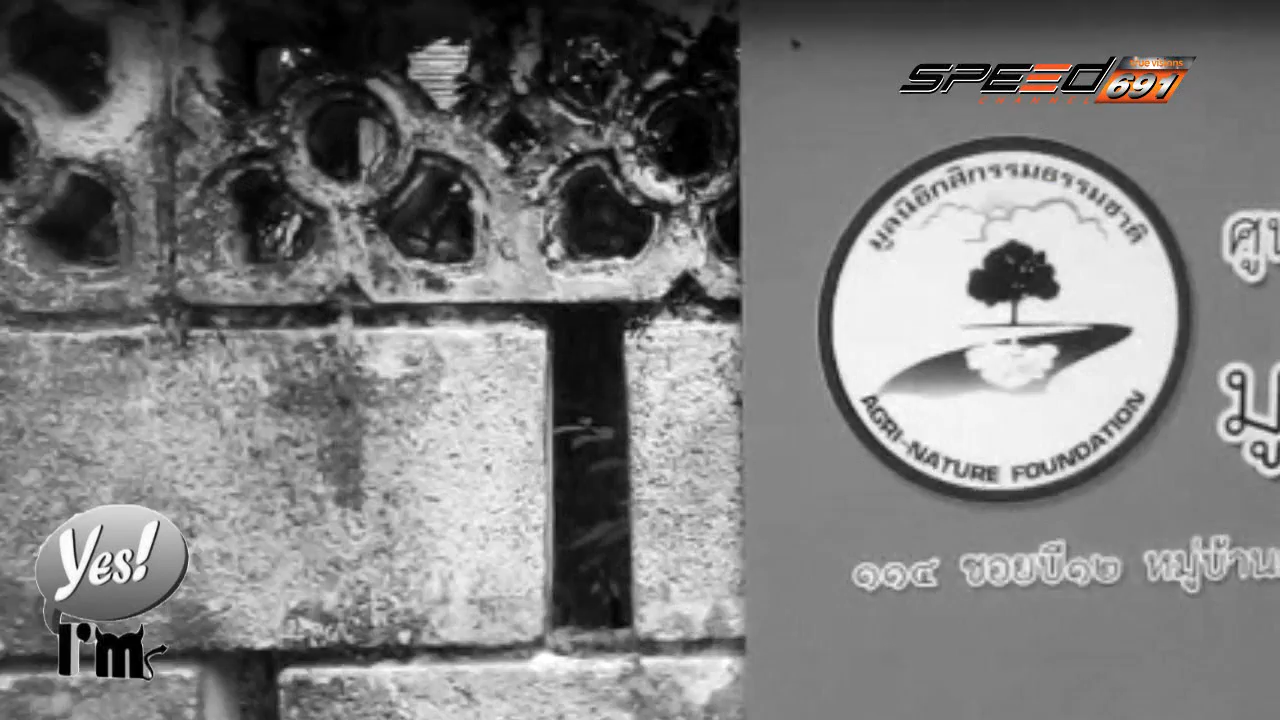 SPEED
true visions
CHANNEL
691
มูลนิธิกสิกรรมธรรมชาติ
AGRI-NATURE FOUNDATION
ศู
มู
๑๑๔ ซอยบี๑๒ หมู่บ้าน
Yes!
I'm